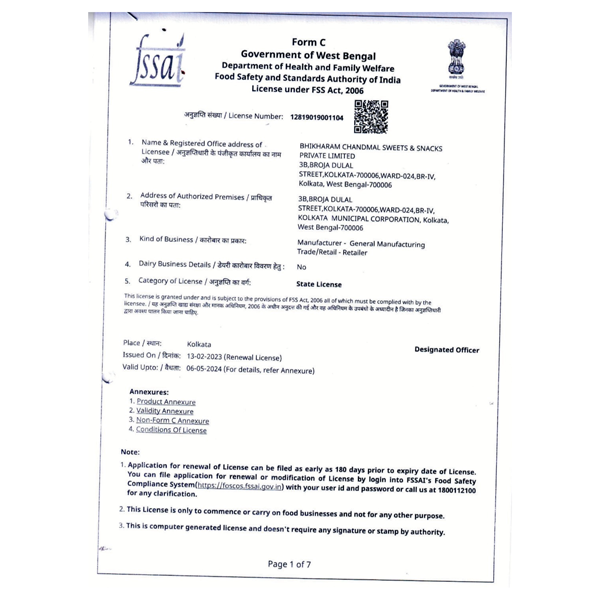 fssai
Form C
Government of West Bengal
Department of Health and Family Welfare
Food Safety and Standards Authority of India
License under FSS Act, 2006
GOVERNMENT OF WEST BENGAL
DEPARTMENT OF HEALTH & FAMILY WELFARE
अनुज्ञप्ति संख्या / License Number: 12819019001104
1. Name & Registered Office address of
Licensee / अनुज्ञप्तिधारी के पंजीकृत कार्यालय का नाम
और पता:
BHIKHARAM CHANDMAL SWEETS & SNACKS
PRIVATE LIMITED
3B,BROJA DULAL
STREET,KOLKATA-700006,WARD-024,BR-IV,
Kolkata, West Bengal-700006
2. Address of Authorized Premises / प्राधिकृत
परिसरों का पता:
3B,BROJA DULAL
STREET,KOLKATA-700006,WARD-024,BR-IV,
KOLKATA MUNICIPAL CORPORATION, Kolkata,
West Bengal-700006
3. Kind of Business / कारोबार का प्रकार:
Manufacturer - General Manufacturing
Trade/Retail - Retailer
4. Dairy Business Details / डेयरी कारोबार विवरण हेतु :
No
5. Category of License / अनुज्ञप्ति का वर्ग:
State License
This license is granted under and is subject to the provisions of FSS Act, 2006 all of which must be complied with by the
licensee. / यह अनुज्ञप्ति खाद्य सुरक्षा और मानक अधिनियम, 2006 के अधीन अनुदत्त की गई और यह अधिनियम के उपबंधों के अध्यधीन है जिनका अनुज्ञप्तिधारी
द्वारा अवश्य पालन किया जाना चाहिए.
Place / स्थान: Kolkata
Issued On / दिनांक: 13-02-2023 (Renewal License)
Valid Upto: / वैधता: 06-05-2024 (For details, refer Annexure)
Designated Officer
Annexures:
1. Product Annexure
2. Validity Annexure
3. Non-Form C Annexure
4. Conditions Of License
Note:
1. Application for renewal of License can be filed as early as 180 days prior to expiry date of License.
You can file application for renewal or modification of License by login into FSSAI's Food Safety
Compliance System(https://foscos.fssai.gov.in) with your user id and password or call us at 1800112100
for any clarification.
2. This License is only to commence or carry on food businesses and not for any other purpose.
3. This is computer generated license and doesn't require any signature or stamp by authority.
Page 1 of 7